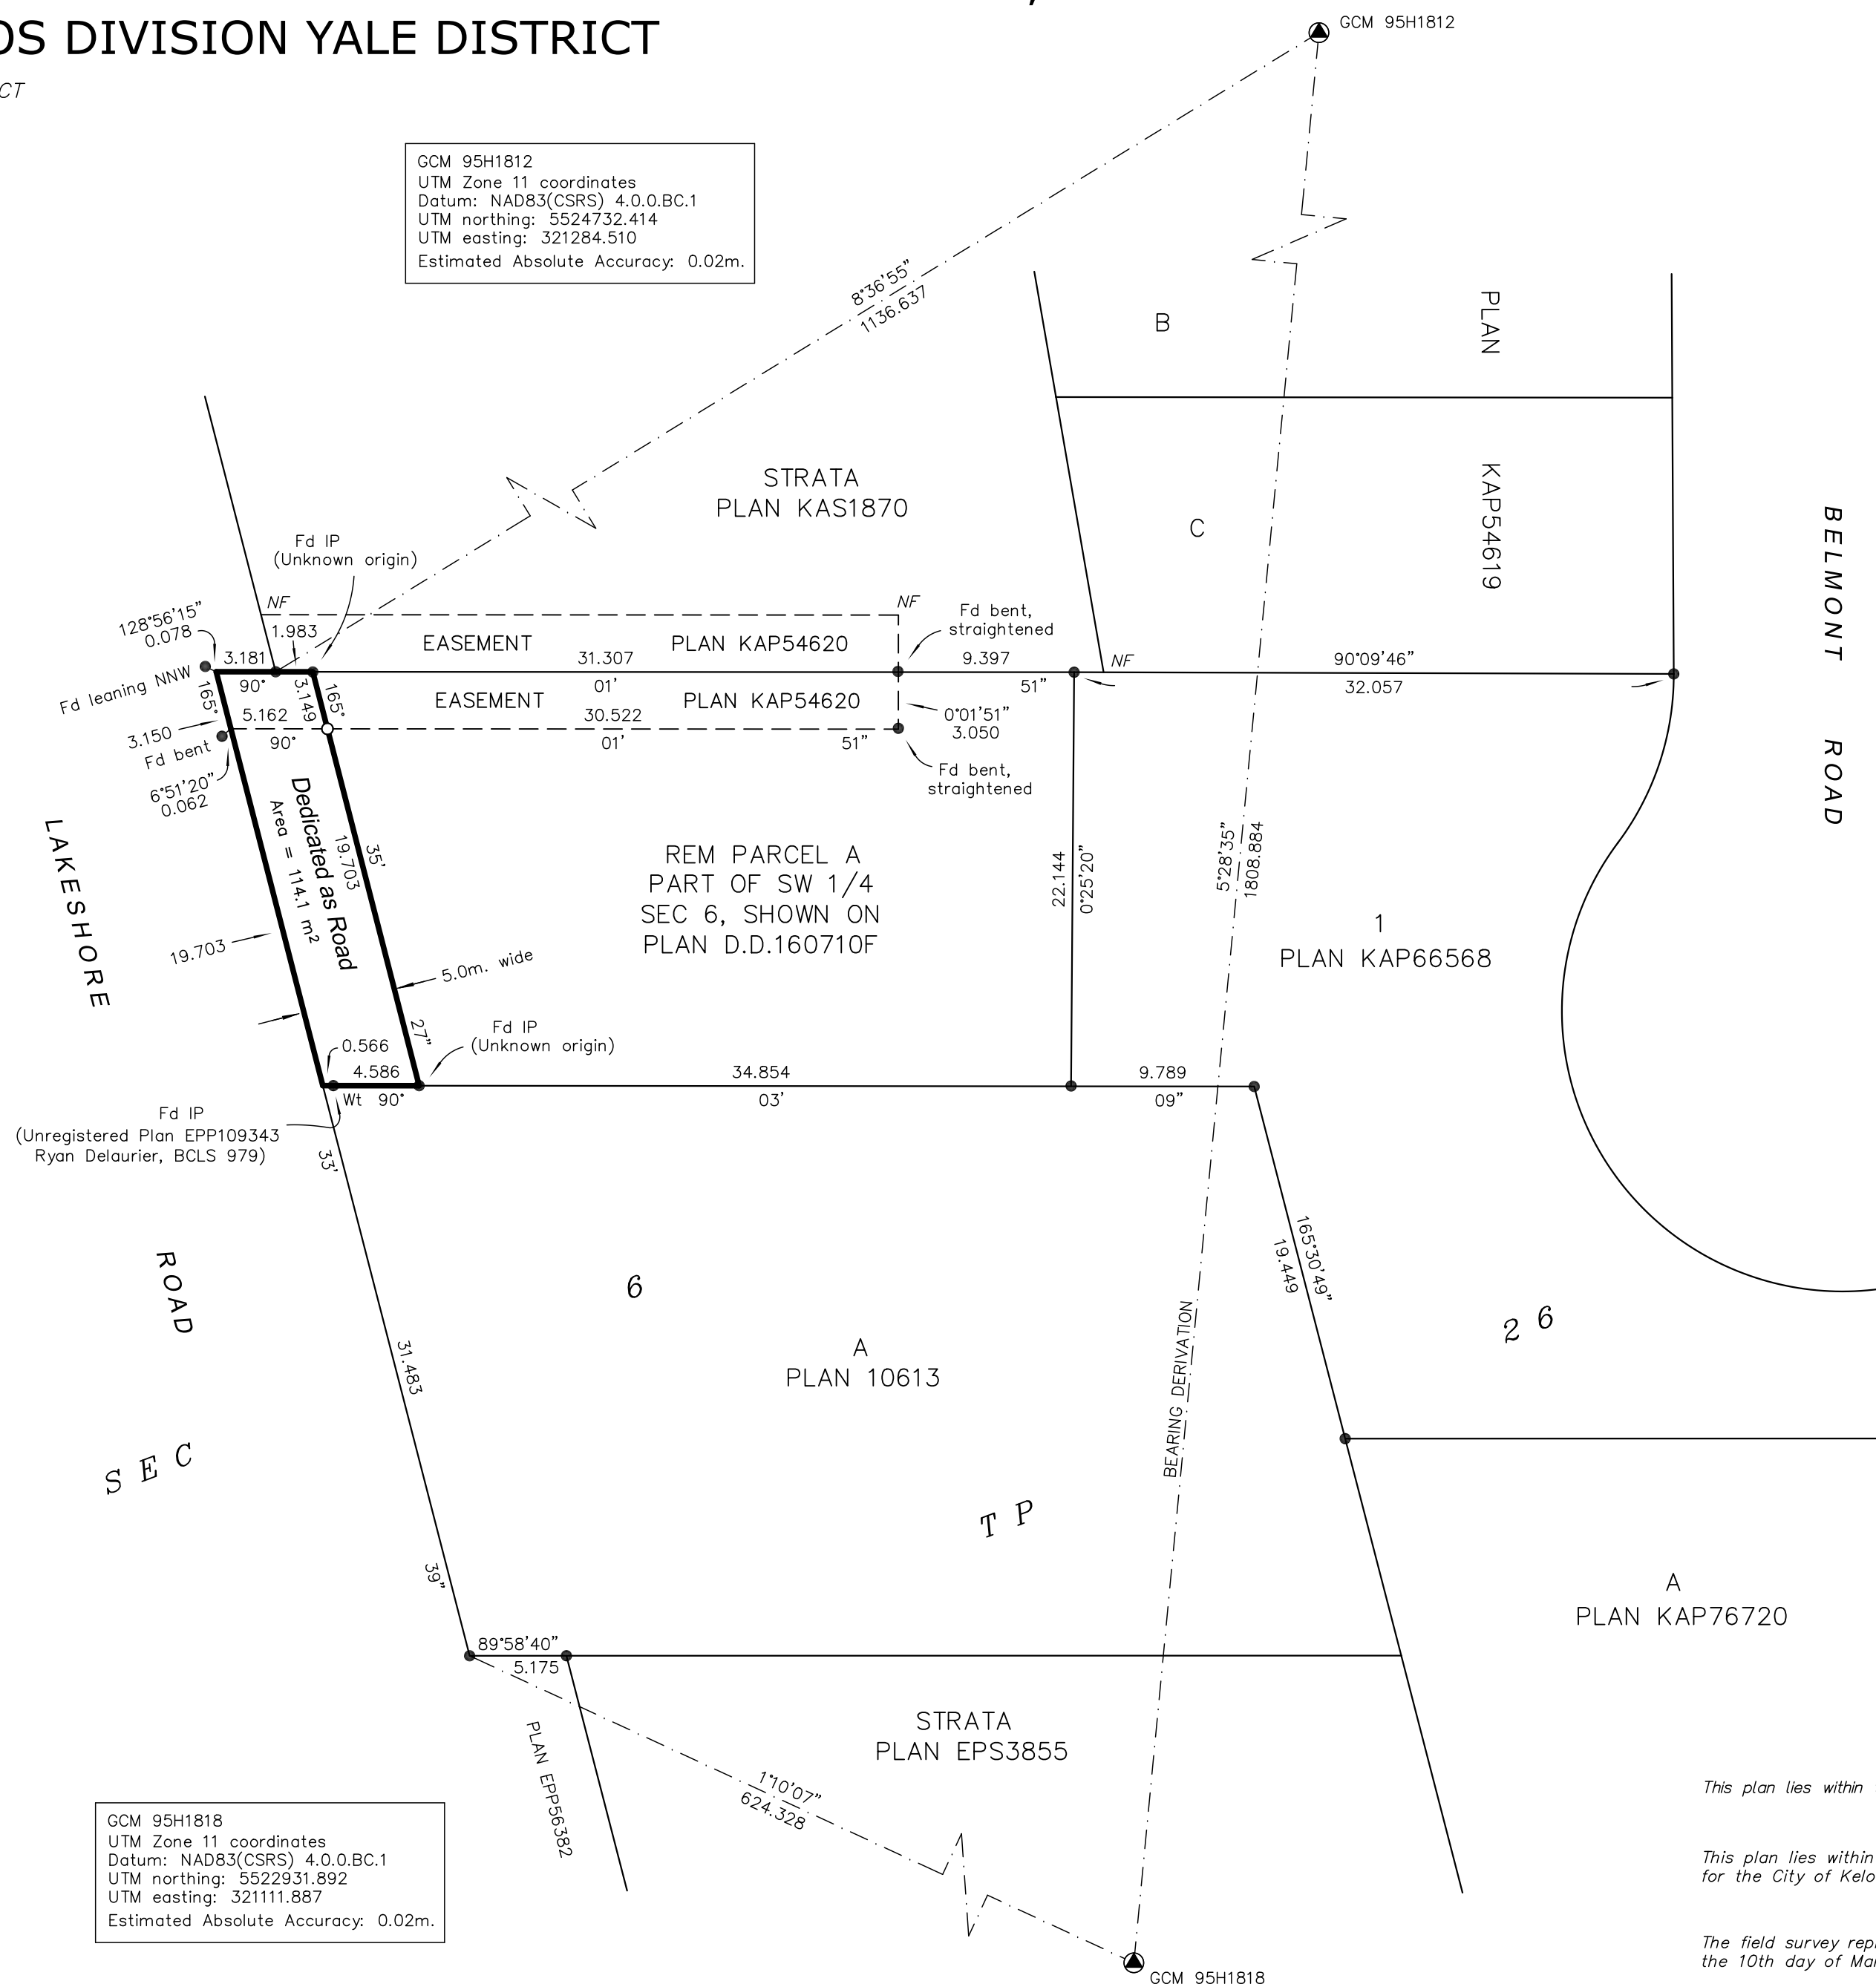 DS DIVISION YALE DISTRICT
CT
GCM 95H1812
GCM 95H1812
UTM Zone 11 coordinates
Datum: NAD83(CSRS) 4.0.0.BC.1
UTM northing: 5524732.414
UTM easting: 321284.510
Estimated Absolute Accuracy: 0.02m.
8°36'55"
1136.637
B
PLAN
KAP54619
C
STRATA
PLAN KAS1870
BELMONT ROAD
Fd IP
(Unknown origin)
NF
NF
128°56'15"
0.078
1.983
EASEMENT PLAN KAP54620
Fd bent,
straightened
Fd leaning NNW
3.181
31.307
9.397
NF
90°09'46"
90°
01'
51"
32.057
165°
3.149
165°
EASEMENT PLAN KAP54620
3.150
5.162
30.522
0°01'51"
3.050
Fd bent
90°
01'
51"
6°51'20"
0.062
Fd bent,
straightened
Dedicated as Road
Area = 114.1 m²
19.703
35'
27"
LAKESHORE
ROAD
REM PARCEL A
PART OF SW 1/4
SEC 6, SHOWN ON
PLAN D.D.160710F
22.144
0°25'20"
5°28'35"
1808.884
1
PLAN KAP66568
19.703
5.0m. wide
Fd IP
(Unknown origin)
0.566
4.586
34.854
9.789
Wt 90°
03'
09"
Fd IP
(Unregistered Plan EPP109343
Ryan Delaurier, BCLS 979)
33'
165°30'49"
19.449
6
26
31.483
A
PLAN 10613
BEARING DERIVATION
SEC
TP
39"
A
PLAN KAP76720
89°58'40"
5.175
STRATA
PLAN EPS3855
PLAN EPP56382
1°10'07"
624.328
This plan lies within
GCM 95H1818
UTM Zone 11 coordinates
Datum: NAD83(CSRS) 4.0.0.BC.1
UTM northing: 5522931.892
UTM easting: 321111.887
Estimated Absolute Accuracy: 0.02m.
This plan lies within
for the City of Kelo
The field survey rep
the 10th day of Ma
GCM 95H1818